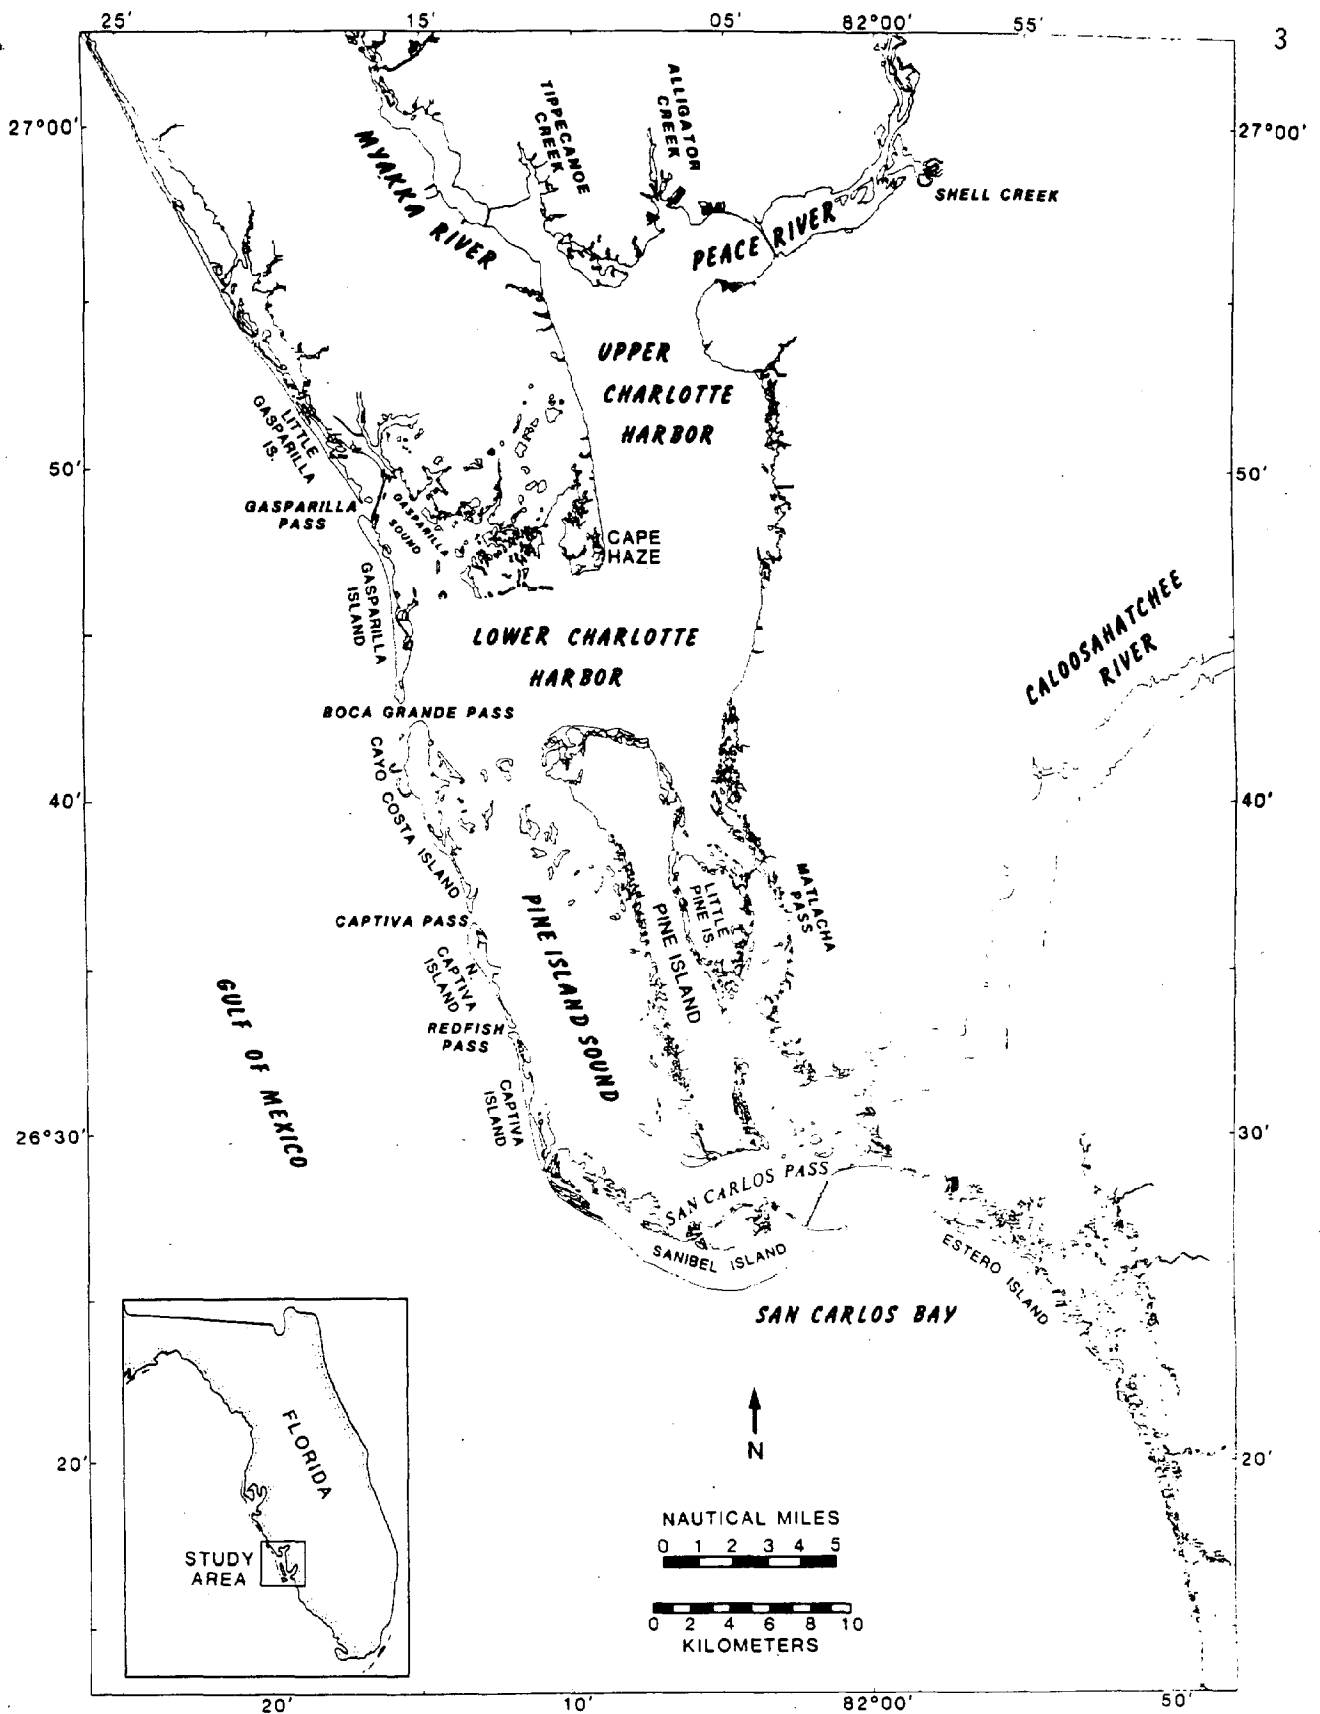 25'
15'
05'
82°00'
55'
3
27°00'
27°00'
MYAKKA RIVER
TIPPECANOE
CREEK
ALLIGATOR
CREEK
SHELL CREEK
PEACE RIVER
UPPER
CHARLOTTE
HARBOR
LITTLE
GASPARILLA
IS.
50'
50'
GASPARILLA
PASS
GASPARILLA
SOUND
CAPE
HAZE
GASPARILLA
ISLAND
LOWER CHARLOTTE
HARBOR
CALOOSAHATCHEE
RIVER
BOCA GRANDE PASS
CAYO COSTA ISLAND
40'
40'
MATLACHA
PASS
LITTLE
PINE IS.
PINE ISLAND
PINE ISLAND SOUND
CAPTIVA PASS
N.
CAPTIVA
ISLAND
GULF OF MEXICO
REDFISH
PASS
CAPTIVA
ISLAND
26°30'
30'
SAN CARLOS PASS
SANIBEL ISLAND
ESTERO ISLAND
SAN CARLOS BAY
N
FLORIDA
STUDY
AREA
20'
20'
NAUTICAL MILES
0 1 2 3 4 5
0 2 4 6 8 10
KILOMETERS
20'
10'
82°00'
50'